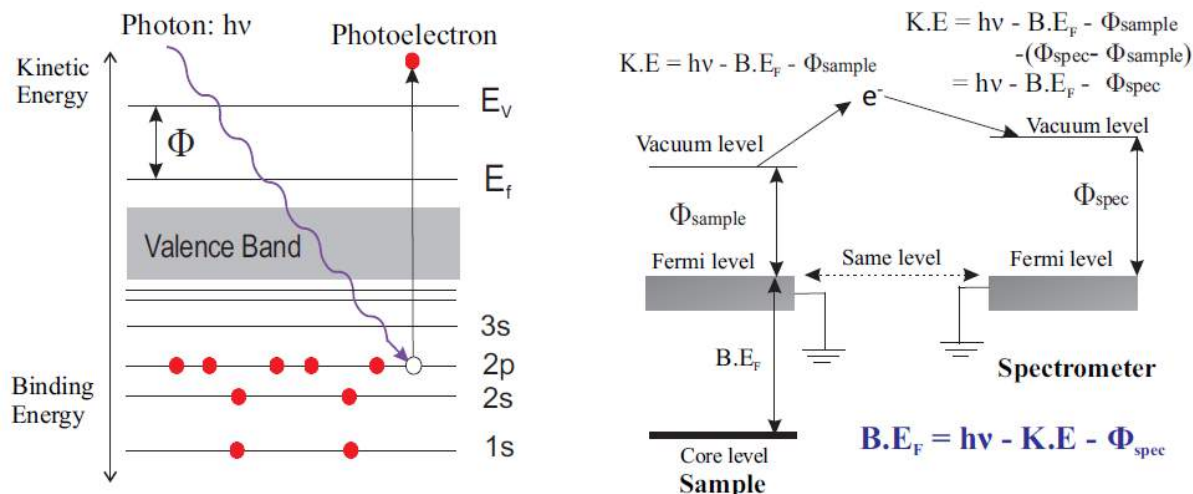 Photon: hν
Photoelectron
Kinetic
Energy
E_v
Φ
E_f
Valence Band
3s
2p
Binding
Energy
2s
1s
K.E = hν - B.E_F - Φ_sample
K.E = hν - B.E_F - Φ_sample
-(Φ_spec - Φ_sample)
= hν - B.E_F - Φ_spec
e⁻
Vacuum level
Vacuum level
Φ_sample
Φ_spec
Fermi level
Same level
Fermi level
B.E_F
Spectrometer
Core level
Sample
B.E_F = hν - K.E - Φ_spec